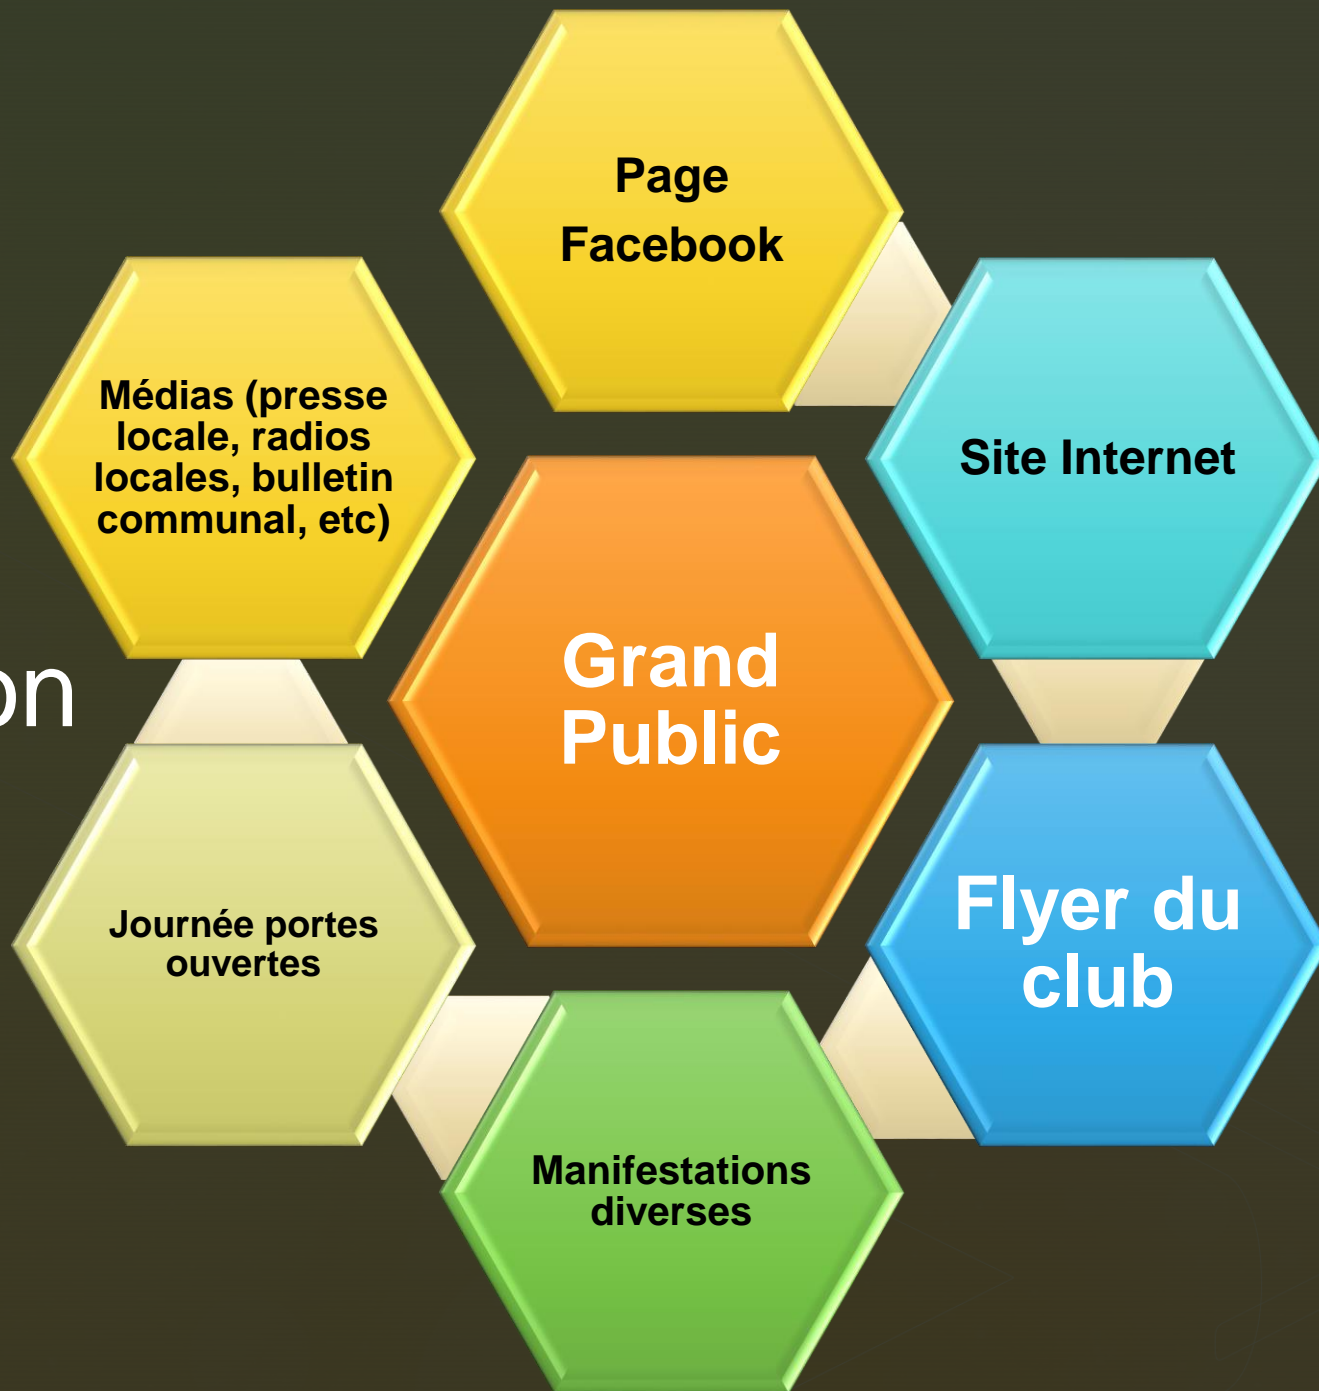 Page
Facebook
Médias (presse
locale, radios
locales, bulletin
communal, etc)
Site Internet
Grand
Public
on
Journée portes
ouvertes
Flyer du
club
Manifestations
diverses